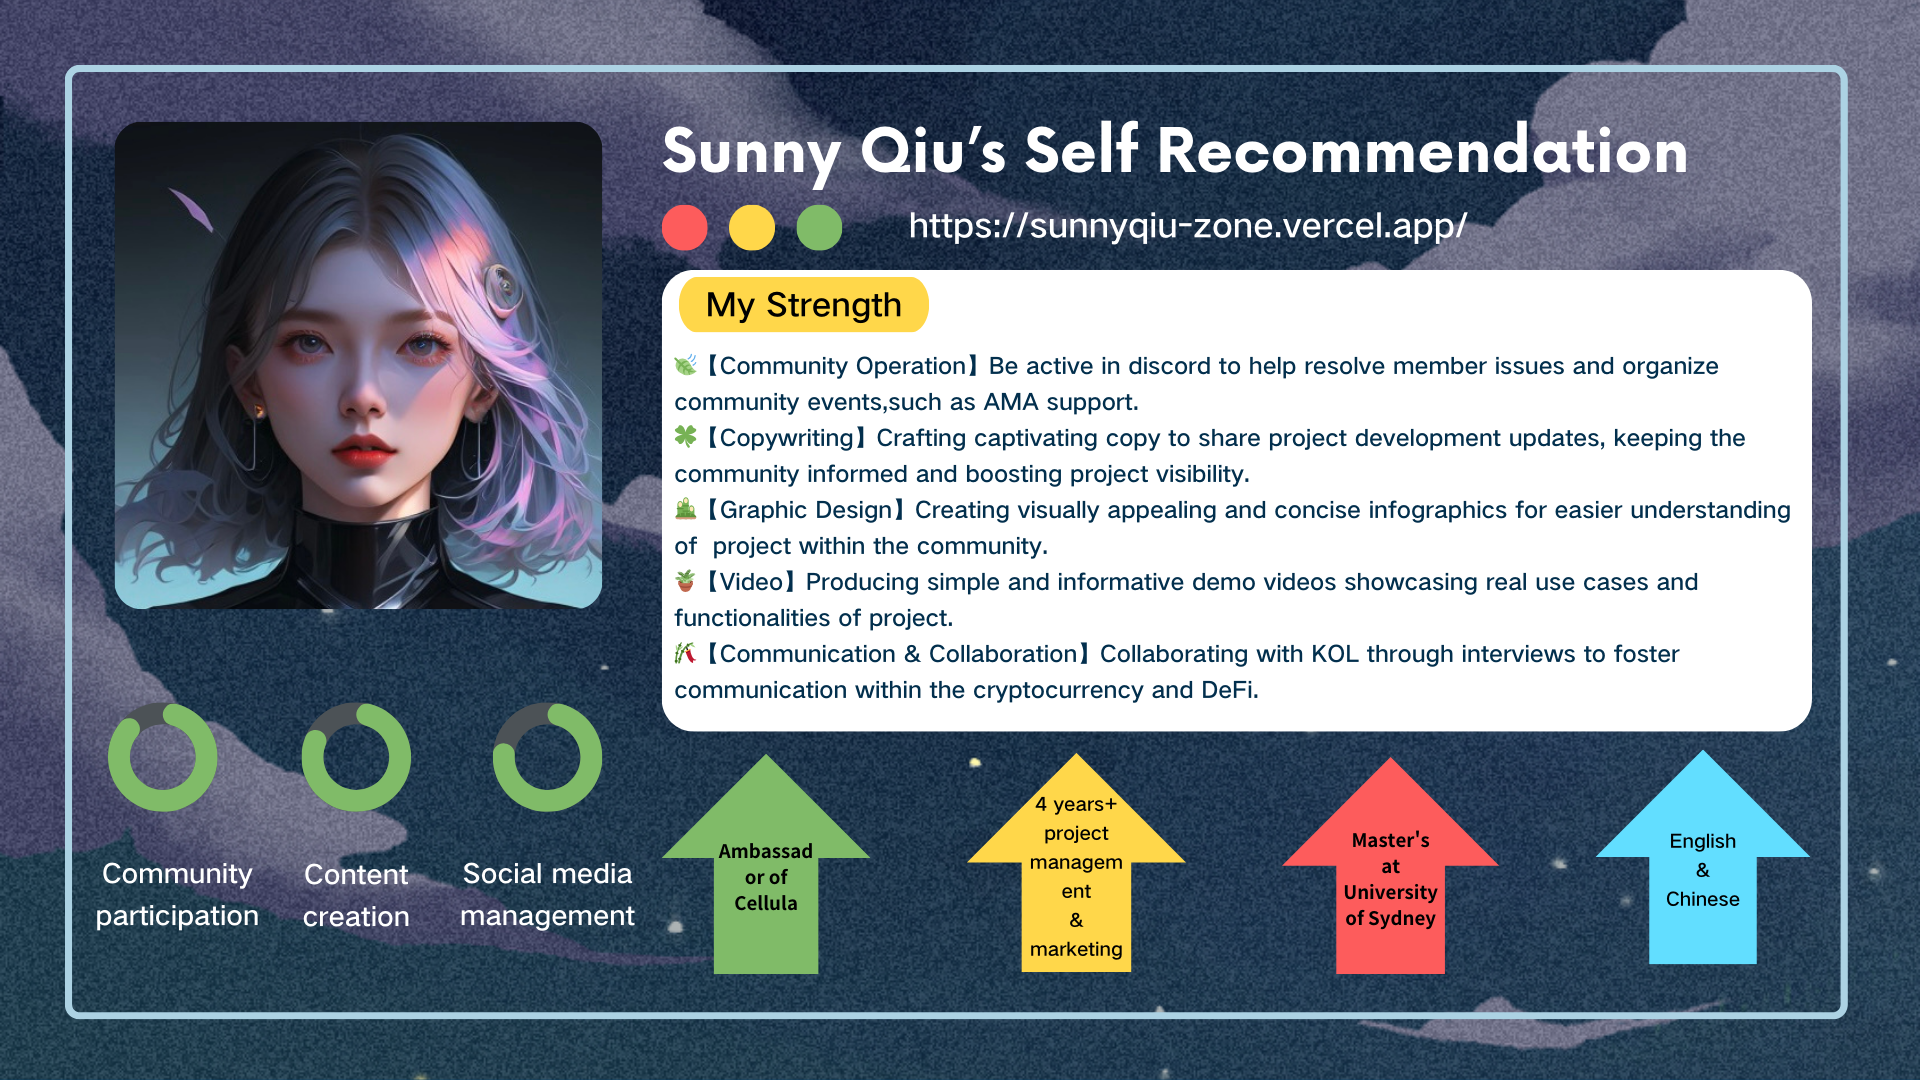 Sunny Qiu’s Self Recommendation
https://sunnyqiu-zone.vercel.app/
My Strength
🍃【Community Operation】Be active in discord to help resolve member issues and organize
community events,such as AMA support.
🍀【Copywriting】Crafting captivating copy to share project development updates, keeping the
community informed and boosting project visibility.
🎍【Graphic Design】Creating visually appealing and concise infographics for easier understanding
of  project within the community.
🪴【Video】Producing simple and informative demo videos showcasing real use cases and
functionalities of project.
🎋【Communication & Collaboration】Collaborating with KOL through interviews to foster
communication within the cryptocurrency and DeFi.
Community
participation
Content
creation
Social media
management
Ambassad
or of
Cellula
4 years+
project
managem
ent
&
marketing
Master's
at
University
of Sydney
English
&
Chinese